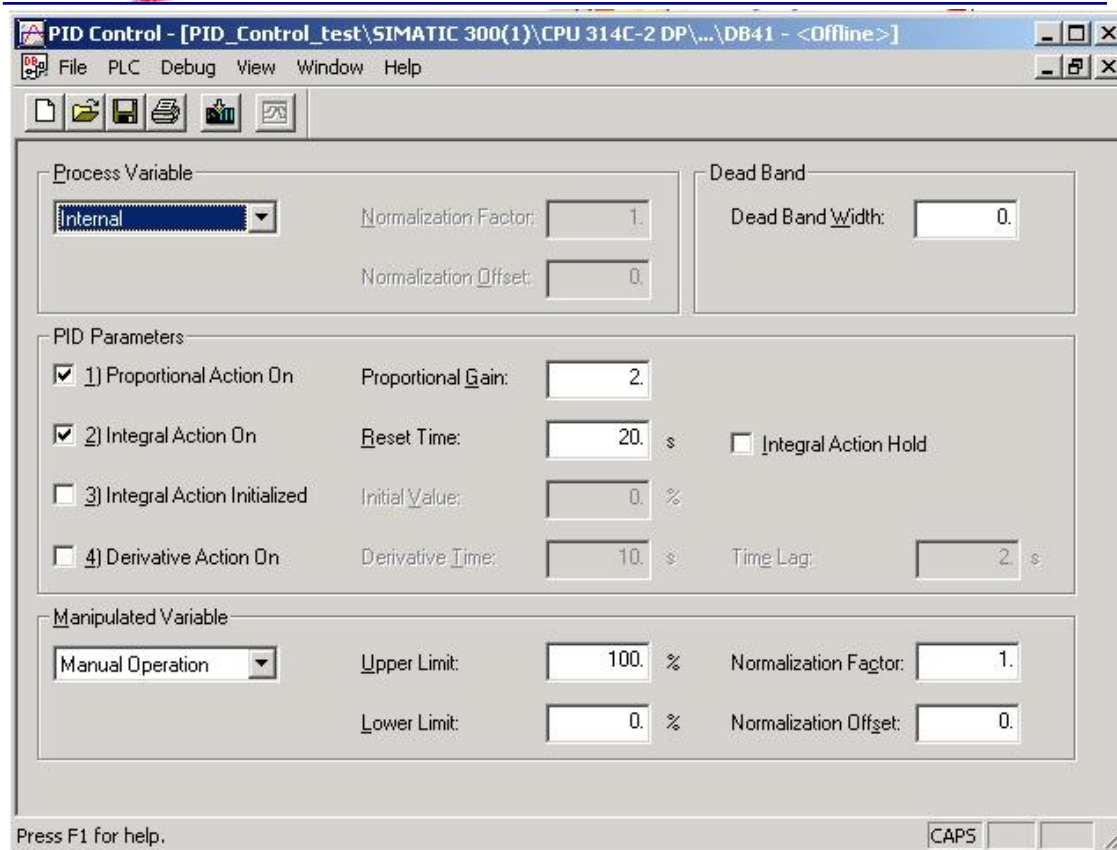 PID Control - [PID_Control_test\SIMATIC 300(1)\CPU 314C-2 DP\...\DB41 - <Offline>]
File PLC Debug View Window Help
Process Variable
Internal
Normalization Factor: 1.
Normalization Offset: 0.
Dead Band
Dead Band Width: 0.
PID Parameters
1) Proportional Action On Proportional Gain: 2.
2) Integral Action On Reset Time: 20. s Integral Action Hold
3) Integral Action Initialized Initial Value: 0. %
4) Derivative Action On Derivative Time: 10. s Time Lag: 2. s
Manipulated Variable
Manual Operation Upper Limit: 100. % Normalization Factor: 1.
Lower Limit: 0. % Normalization Offset: 0.
Press F1 for help. CAPS